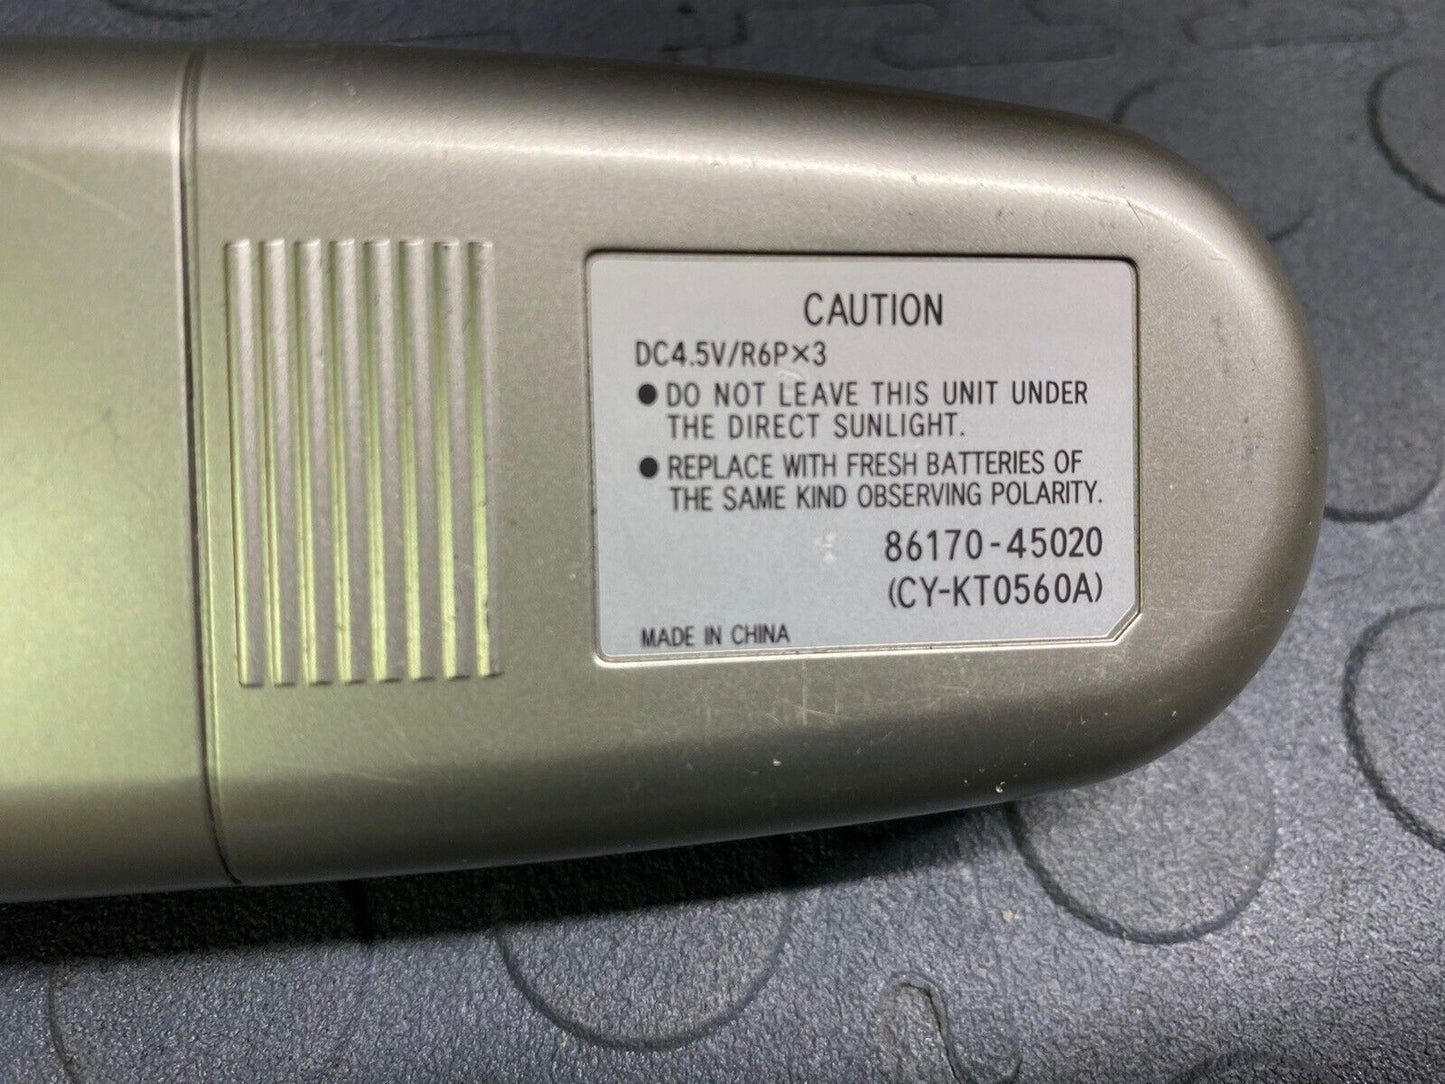 CAUTION
DC4.5V/R6P×3
● DO NOT LEAVE THIS UNIT UNDER
THE DIRECT SUNLIGHT.
● REPLACE WITH FRESH BATTERIES OF
THE SAME KIND OBSERVING POLARITY.
86170-45020
(CY-KT0560A)
MADE IN CHINA